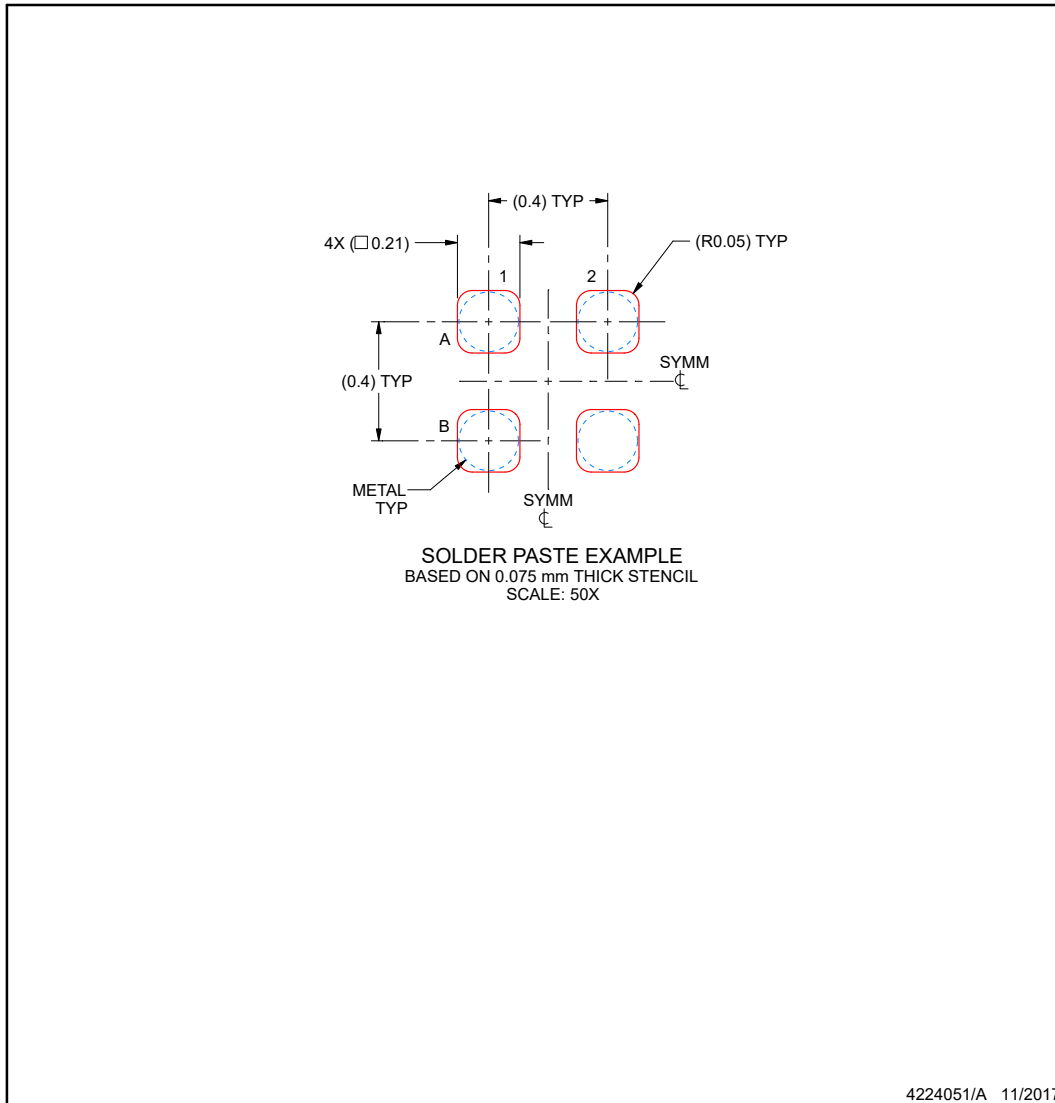 (0.4) TYP
4X (□ 0.21)
(R0.05) TYP
1
2
A
SYMM
℄
(0.4) TYP
B
METAL
TYP
SYMM
℄
SOLDER PASTE EXAMPLE
BASED ON 0.075 mm THICK STENCIL
SCALE: 50X
4224051/A 11/2017